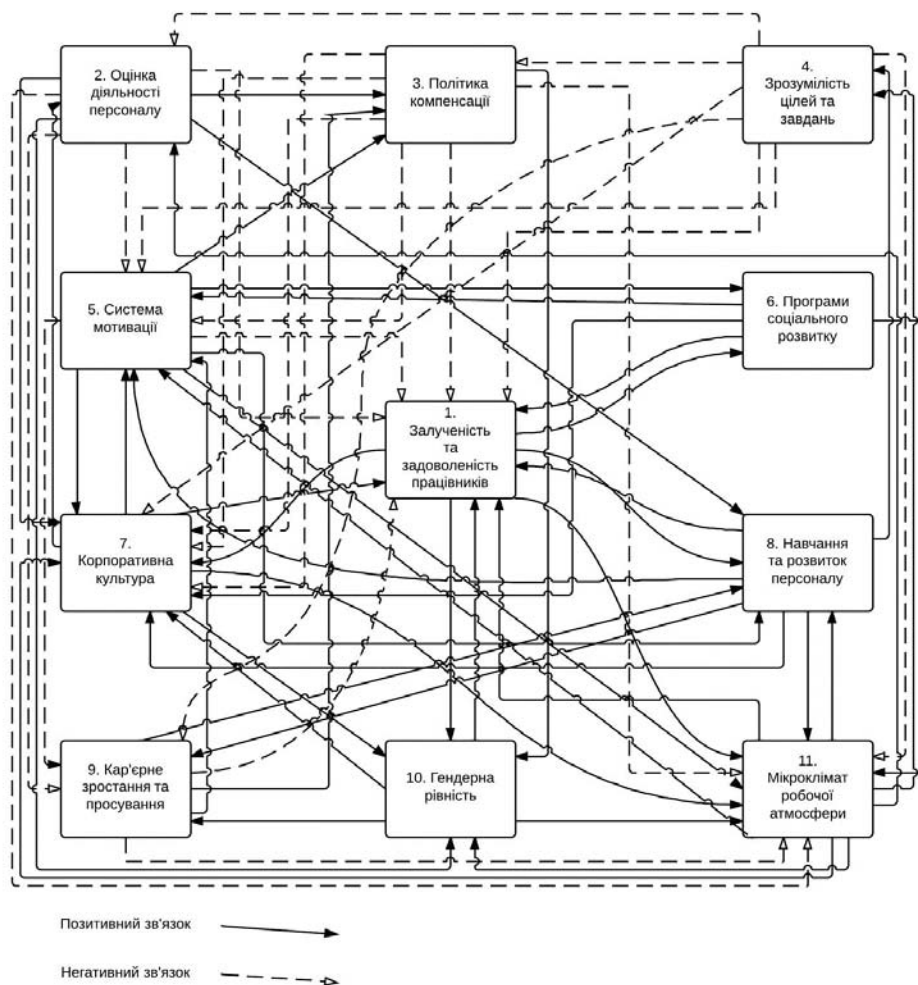 2. Оцінка
діяльності
персоналу
3. Політика
компенсації
4.
Зрозумілість
цілей та
завдань
5. Система
мотивації
6. Програми
соціального
розвитку
1.
Залученість
та
задоволеність
працівників
7.
Корпоративна
культура
8. Навчання
та розвиток
персоналу
9. Кар'єрне
зростання та
просування
10. Гендерна
рівність
11.
Мікроклімат
робочої
атмосфери
Позитивний зв'язок
Негативний зв'язок